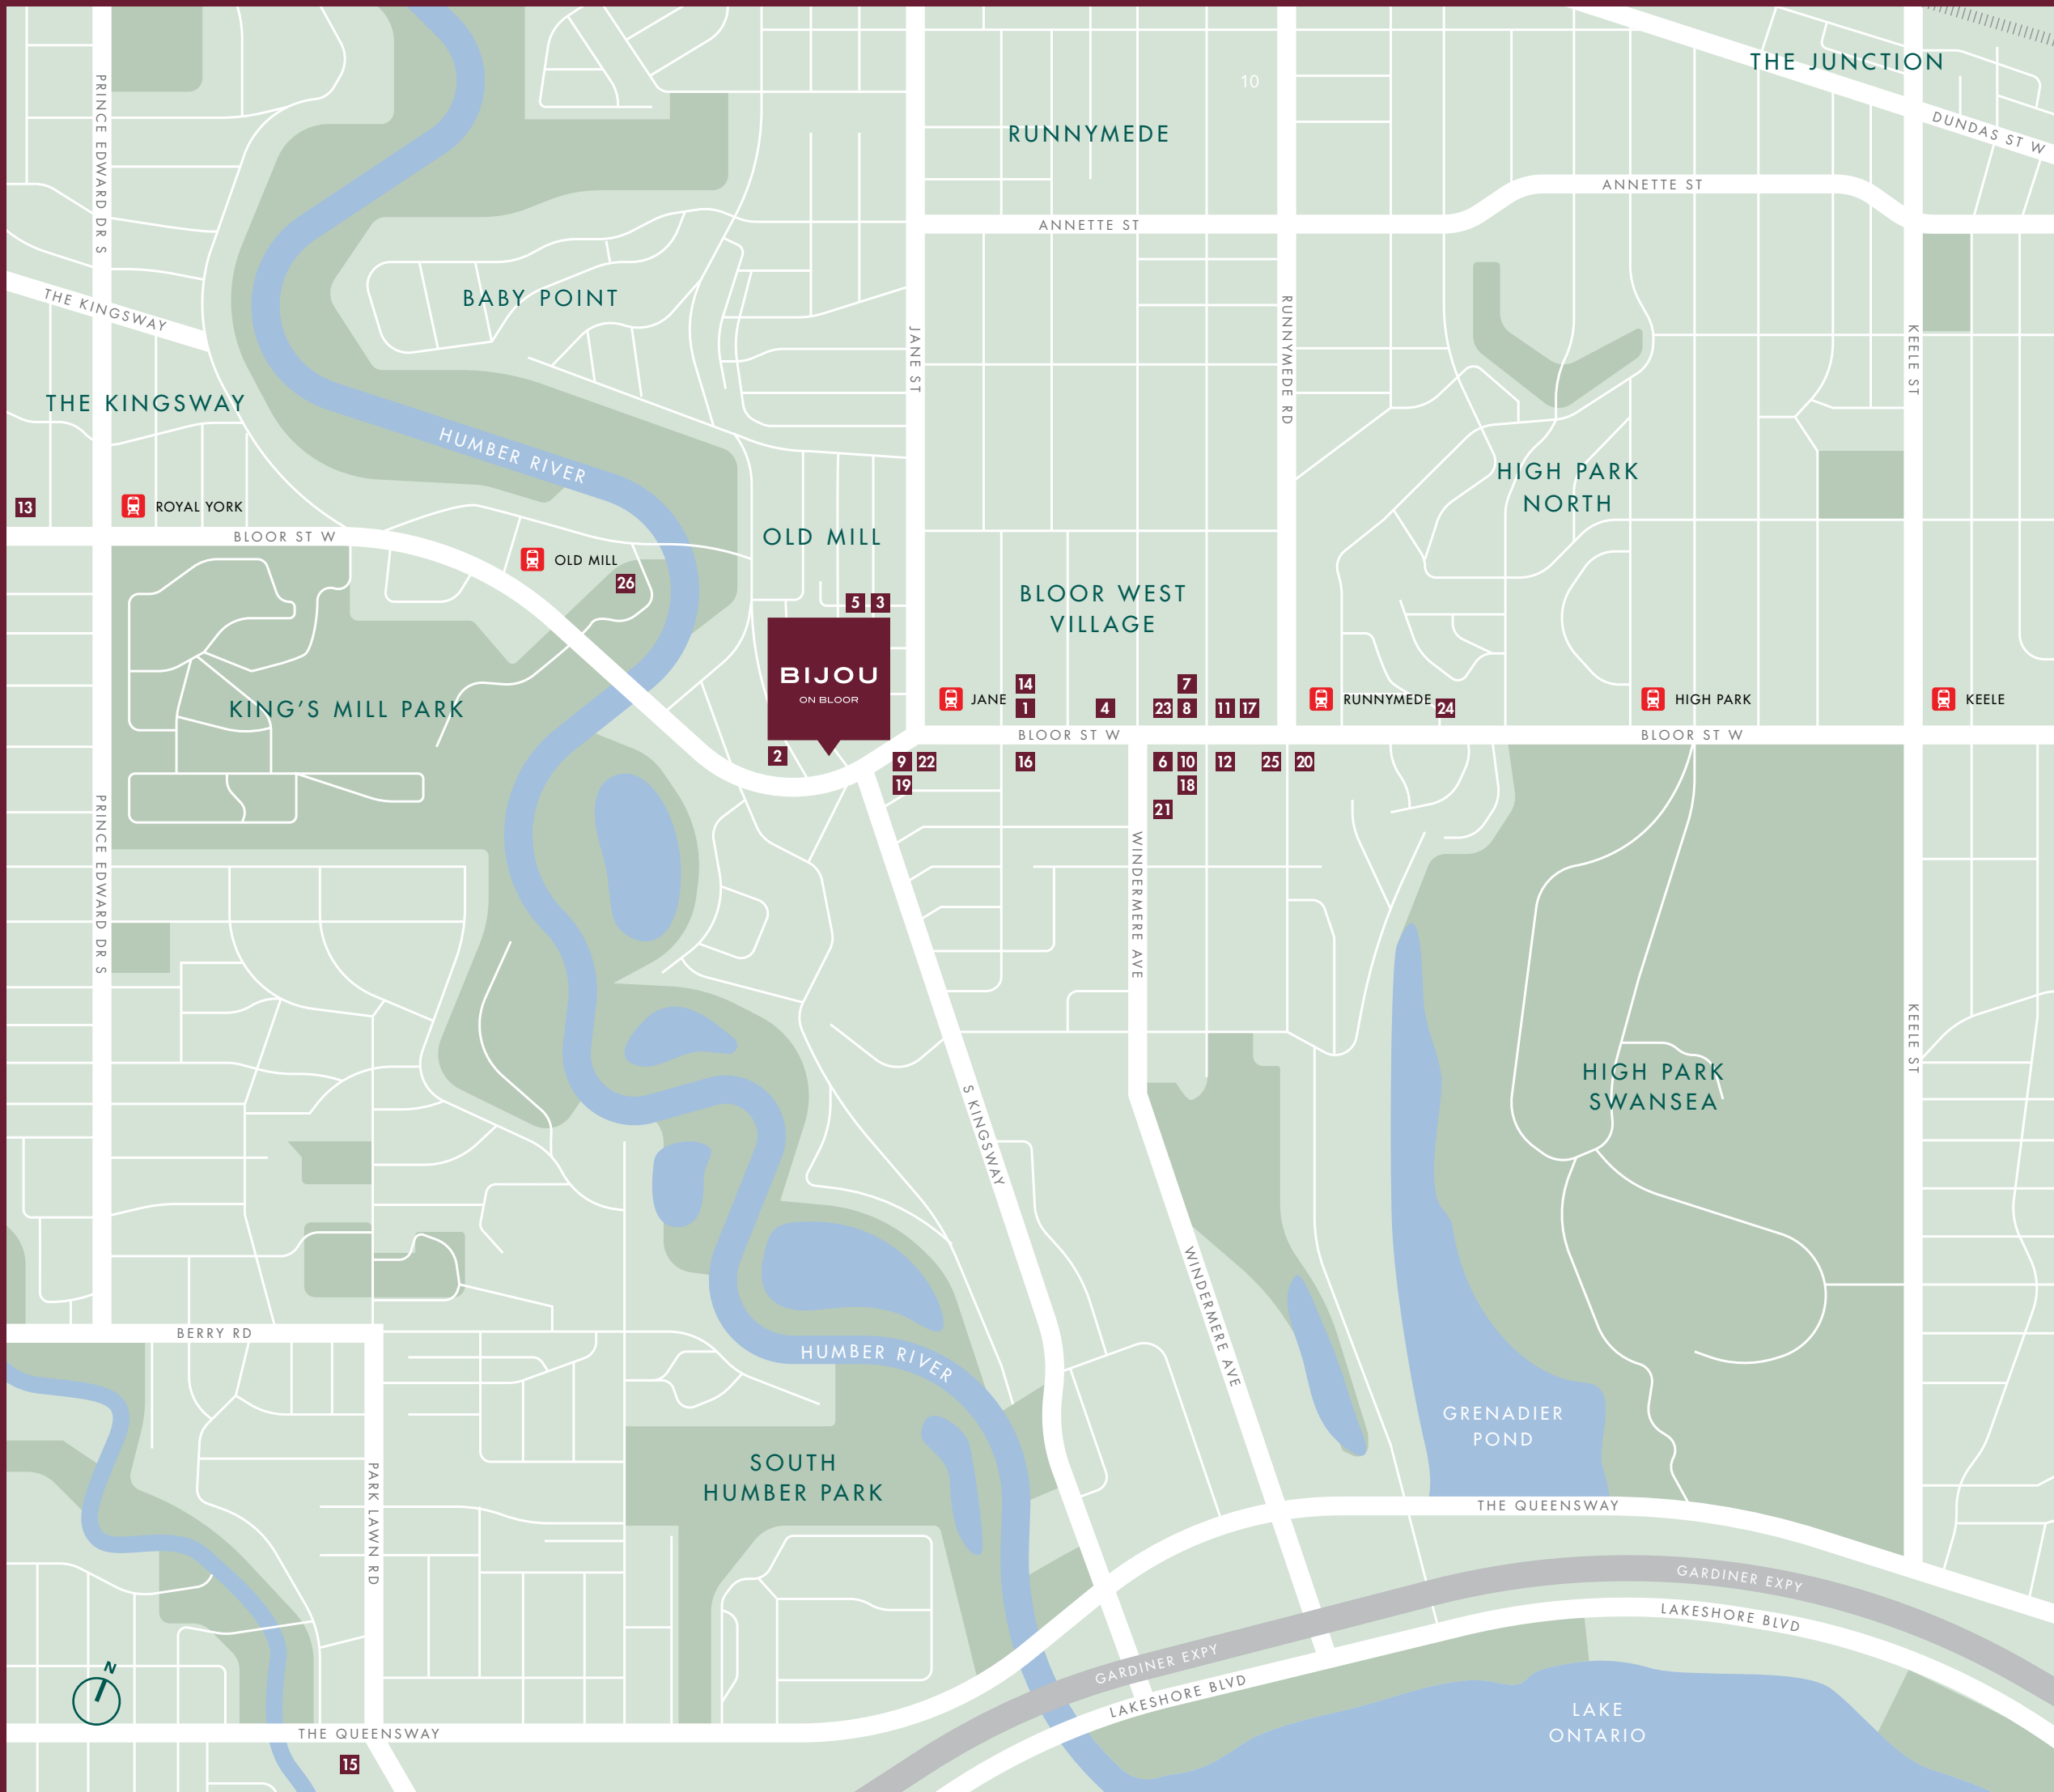 THE JUNCTION
10
DUNDAS ST W
RUNNYMEDE
PRINCE EDWARD DR S
ANNETTE ST
ANNETTE ST
BABY POINT
THE KINGSWAY
JANE ST
RUNNYMEDE RD
KEELE ST
THE KINGSWAY
HUMBER RIVER
HIGH PARK
NORTH
13
ROYAL YORK
BLOOR ST W
OLD MILL
OLD MILL
26
5 3
BLOOR WEST
VILLAGE
BIJOU
ON BLOOR
KING'S MILL PARK
JANE
14
1
4
7
23 8
11 17
RUNNYMEDE
24
HIGH PARK
KEELE
BLOOR ST W
BLOOR ST W
2
9 22
19
16
6 10
18
21
12
25
20
PRINCE EDWARD DR S
WINDERMERE AVE
KEELE ST
HIGH PARK
SWANSEA
S KINGSWAY
WINDERMERE AVE
BERRY RD
HUMBER RIVER
GRENADIER
POND
SOUTH
HUMBER PARK
PARK LAWN RD
THE QUEENSWAY
GARDINER EXPY
LAKESHORE BLVD
GARDINER EXPY
LAKESHORE BLVD
N
LAKE
ONTARIO
THE QUEENSWAY
15